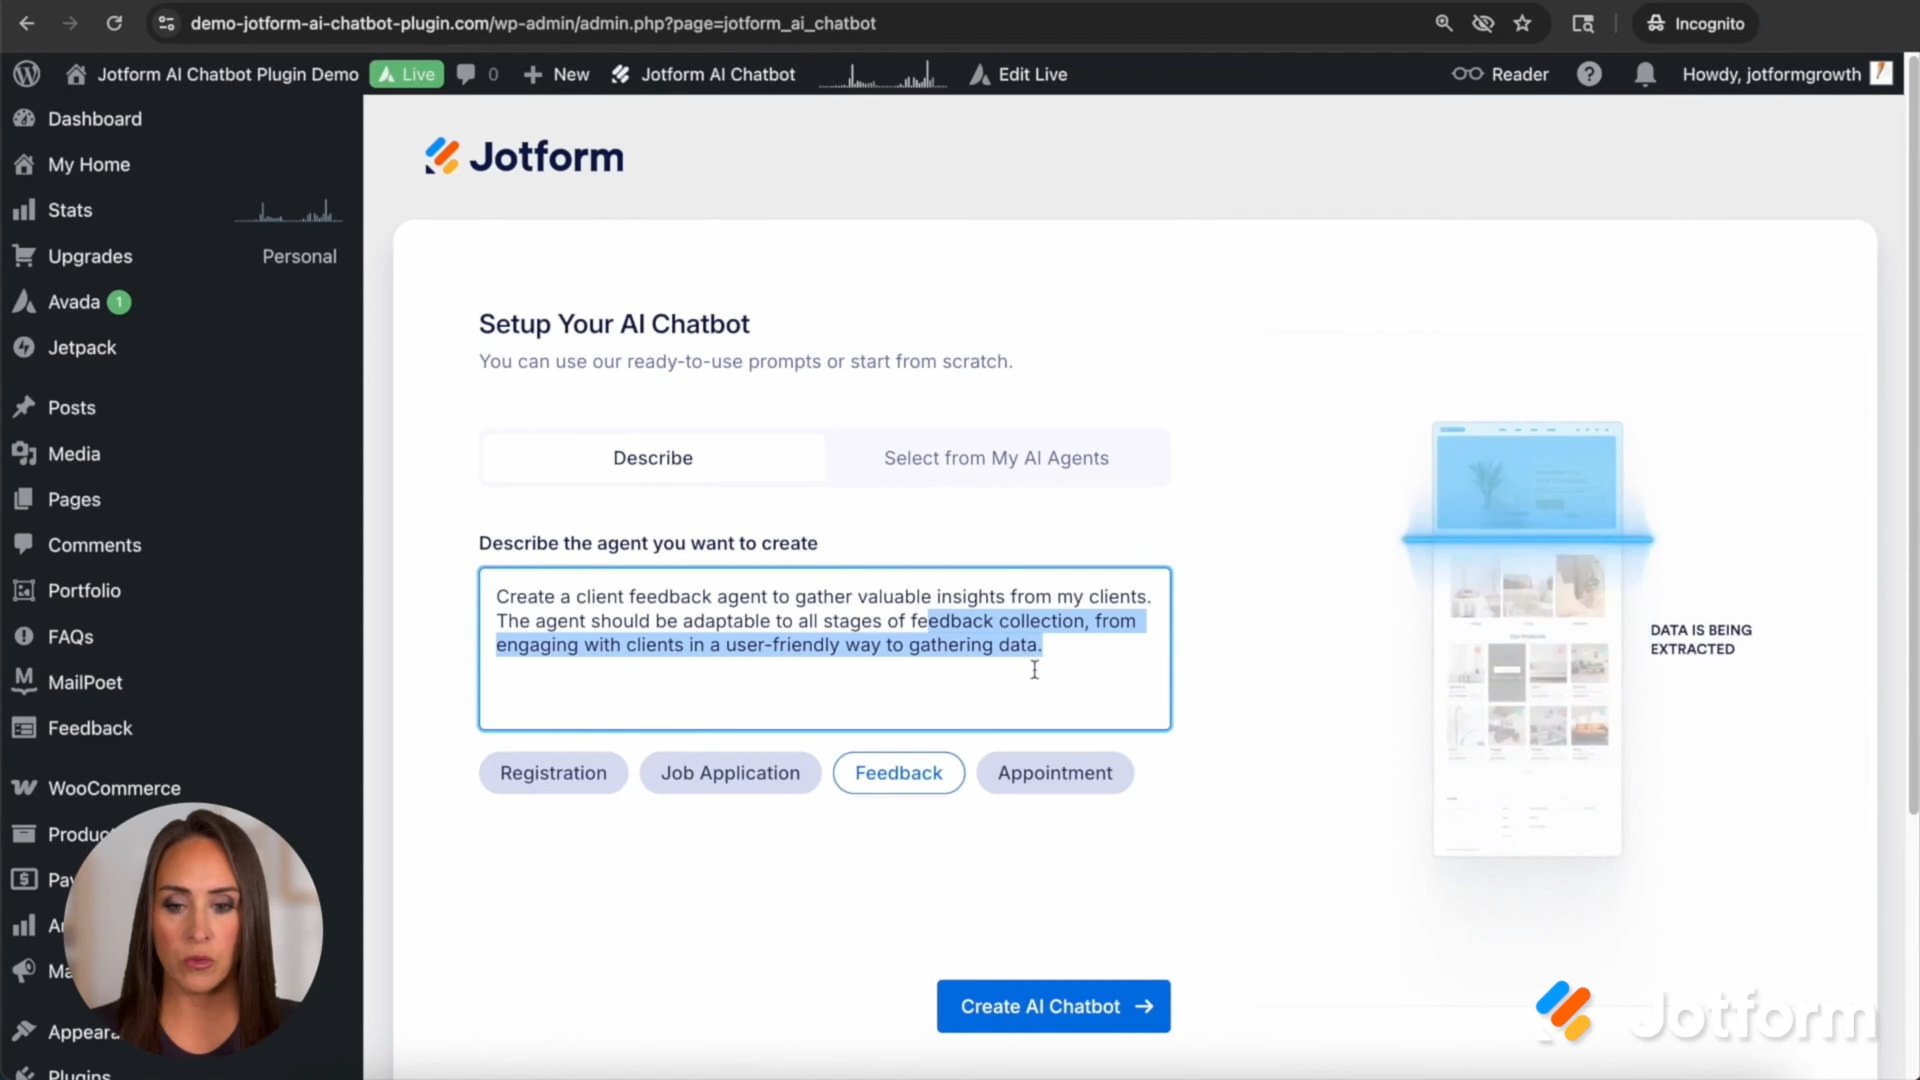 demo-jotform-ai-chatbot-plugin.com/wp-admin/admin.php?page=jotform_ai_chatbot
Incognito
Jotform AI Chatbot Plugin Demo
Live
0
New
Jotform AI Chatbot
Edit Live
Reader
Howdy, jotformgrowth
Dashboard
My Home
Stats
Upgrades
Personal
Avada 1
Jetpack
Posts
Media
Pages
Comments
Portfolio
FAQs
MailPoet
Feedback
WooCommerce
Produc
Pay
Ar
Ma
Appeara
Plugins
Jotform
Setup Your AI Chatbot
You can use our ready-to-use prompts or start from scratch.
Describe
Select from My AI Agents
Describe the agent you want to create
Create a client feedback agent to gather valuable insights from my clients.
The agent should be adaptable to all stages of feedback collection, from
engaging with clients in a user-friendly way to gathering data.
Registration
Job Application
Feedback
Appointment
Create AI Chatbot
DATA IS BEING
EXTRACTED
Jotform